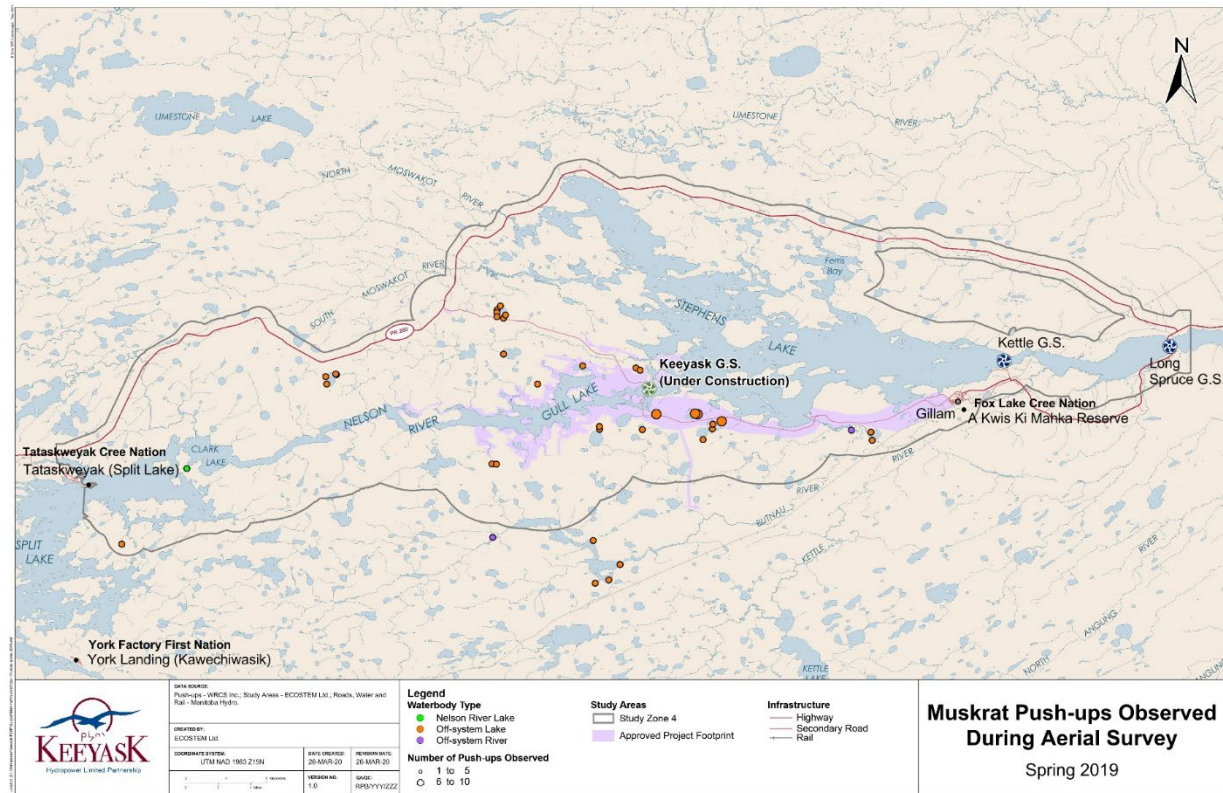 LIMESTONE
LAKE
LIMESTONE
RIVER
N
NORTH
MOSWAKOT
RIVER
SOUTH
MOSWAKOT
RIVER
PR 280
Ferris
Bay
STEPHENS
LAKE
Kettle G.S.
Long
Spruce G.S
Keeyask G.S.
(Under Construction)
GULL LAKE
NELSON
RIVER
Fox Lake Cree Nation
Gillam
A Kwis Ki Mahka Reserve
CLARK
LAKE
Tataskweyak Cree Nation
Tataskweyak (Split Lake)
SPLIT
LAKE
BUTNAU
RIVER
KETTLE
RIVER
RIVER
ANGLING
NORTH
ANGLING
KETTLE
LAKE
York Factory First Nation
York Landing (Kawechiwasik)
ᑭᔭᐢᐠ
KEEYASK
Hydropower Limited Partnership
DATA SOURCE:
Push-ups - WRCS Inc.; Study Areas - ECOSTEM Ltd.; Roads, Water and
Rail - Manitoba Hydro.
CREATED BY:
ECOSTEM Ltd.
COORDINATE SYSTEM:
UTM NAD 1983 Z15N
DATE CREATED:
26-MAR-20
REVISION DATE:
26-MAR-20
VERSION NO:
1.0
QA/QC:
RPB/YYY/ZZZ
Legend
Waterbody Type
Nelson River Lake
Off-system Lake
Off-system River
Number of Push-ups Observed
1 to 5
6 to 10
Study Areas
Study Zone 4
Approved Project Footprint
Infrastructure
Highway
Secondary Road
Rail
Muskrat Push-ups Observed
During Aerial Survey
Spring 2019